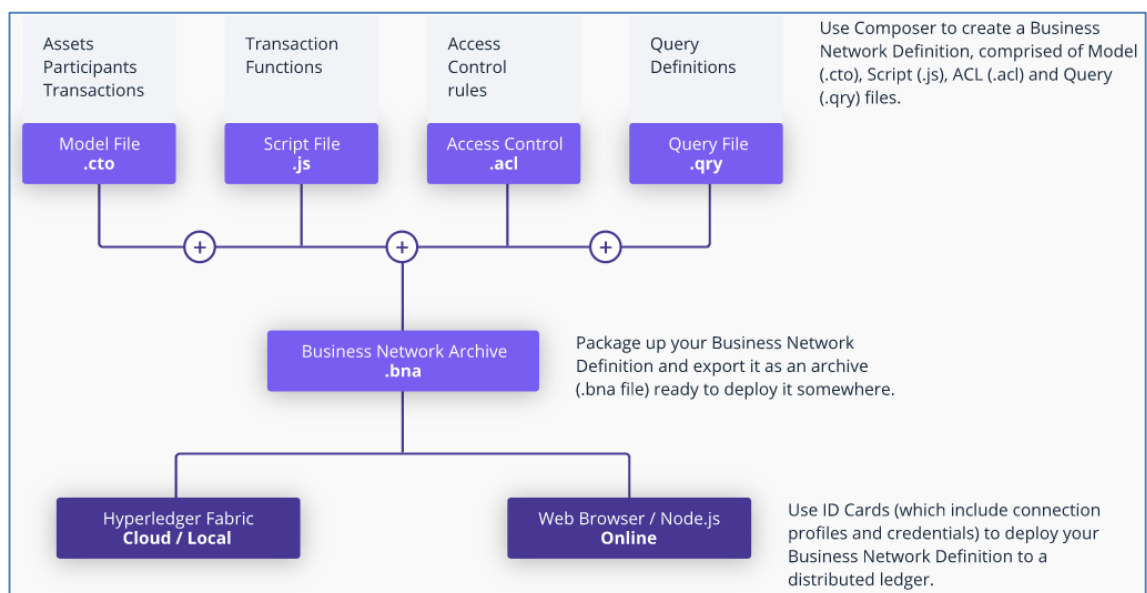 Assets
Participants
Transactions
Transaction
Functions
Access
Control
rules
Query
Definitions
Use Composer to create a Business
Network Definition, comprised of Model
(.cto), Script (.js), ACL (.acl) and Query
(.qry) files.
Model File
.cto
Script File
.js
Access Control
.acl
Query File
.qry
+
+
+
Business Network Archive
.bna
Package up your Business Network
Definition and export it as an archive
(.bna file) ready to deploy it somewhere.
Hyperledger Fabric
Cloud / Local
Web Browser / Node.js
Online
Use ID Cards (which include connection
profiles and credentials) to deploy your
Business Network Definition to a
distributed ledger.